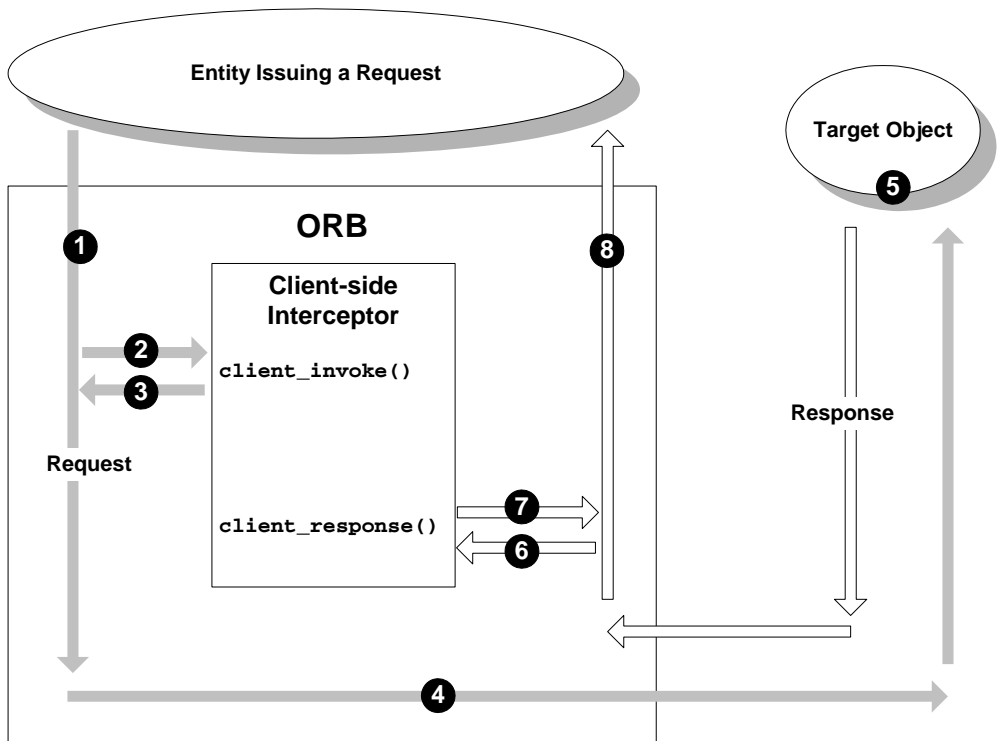 Entity Issuing a Request
Target Object
5
ORB
1
8
Client-side
Interceptor
2
client_invoke()
3
Response
Request
7
client_response()
6
4